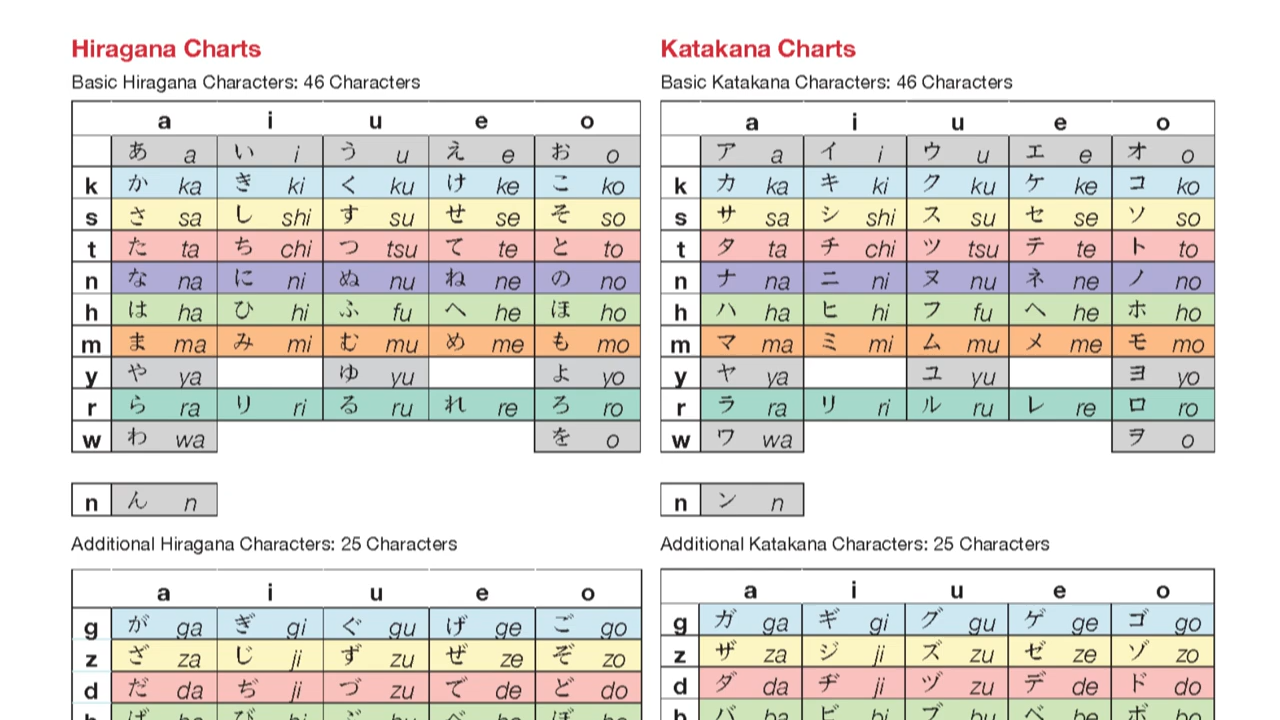 Hiragana Charts
Basic Hiragana Characters: 46 Characters
a i u e o
あ a い i う u え e お o
k か ka き ki く ku け ke こ ko
s さ sa し shi す su せ se そ so
t た ta ち chi つ tsu て te と to
n な na に ni ぬ nu ね ne の no
h は ha ひ hi ふ fu へ he ほ ho
m ま ma み mi む mu め me も mo
y や ya ゆ yu よ yo
r ら ra り ri る ru れ re ろ ro
w わ wa を o
n ん n
Additional Hiragana Characters: 25 Characters
a i u e o
g が ga ぎ gi ぐ gu げ ge ご go
z ざ za じ ji ず zu ぜ ze ぞ zo
d だ da ぢ ji づ zu で de ど do
Katakana Charts
Basic Katakana Characters: 46 Characters
a i u e o
ア a イ i ウ u エ e オ o
k カ ka キ ki ク ku ケ ke コ ko
s サ sa シ shi ス su セ se ソ so
t タ ta チ chi ツ tsu テ te ト to
n ナ na ニ ni ヌ nu ネ ne ノ no
h ハ ha ヒ hi フ fu ヘ he ホ ho
m マ ma ミ mi ム mu メ me モ mo
y ヤ ya ユ yu ヨ yo
r ラ ra リ ri ル ru レ re ロ ro
w ワ wa ヲ o
n ン n
Additional Katakana Characters: 25 Characters
a i u e o
g ガ ga ギ gi グ gu ゲ ge ゴ go
z ザ za ジ ji ズ zu ゼ ze ゾ zo
d ダ da ヂ ji ヅ zu デ de ド do